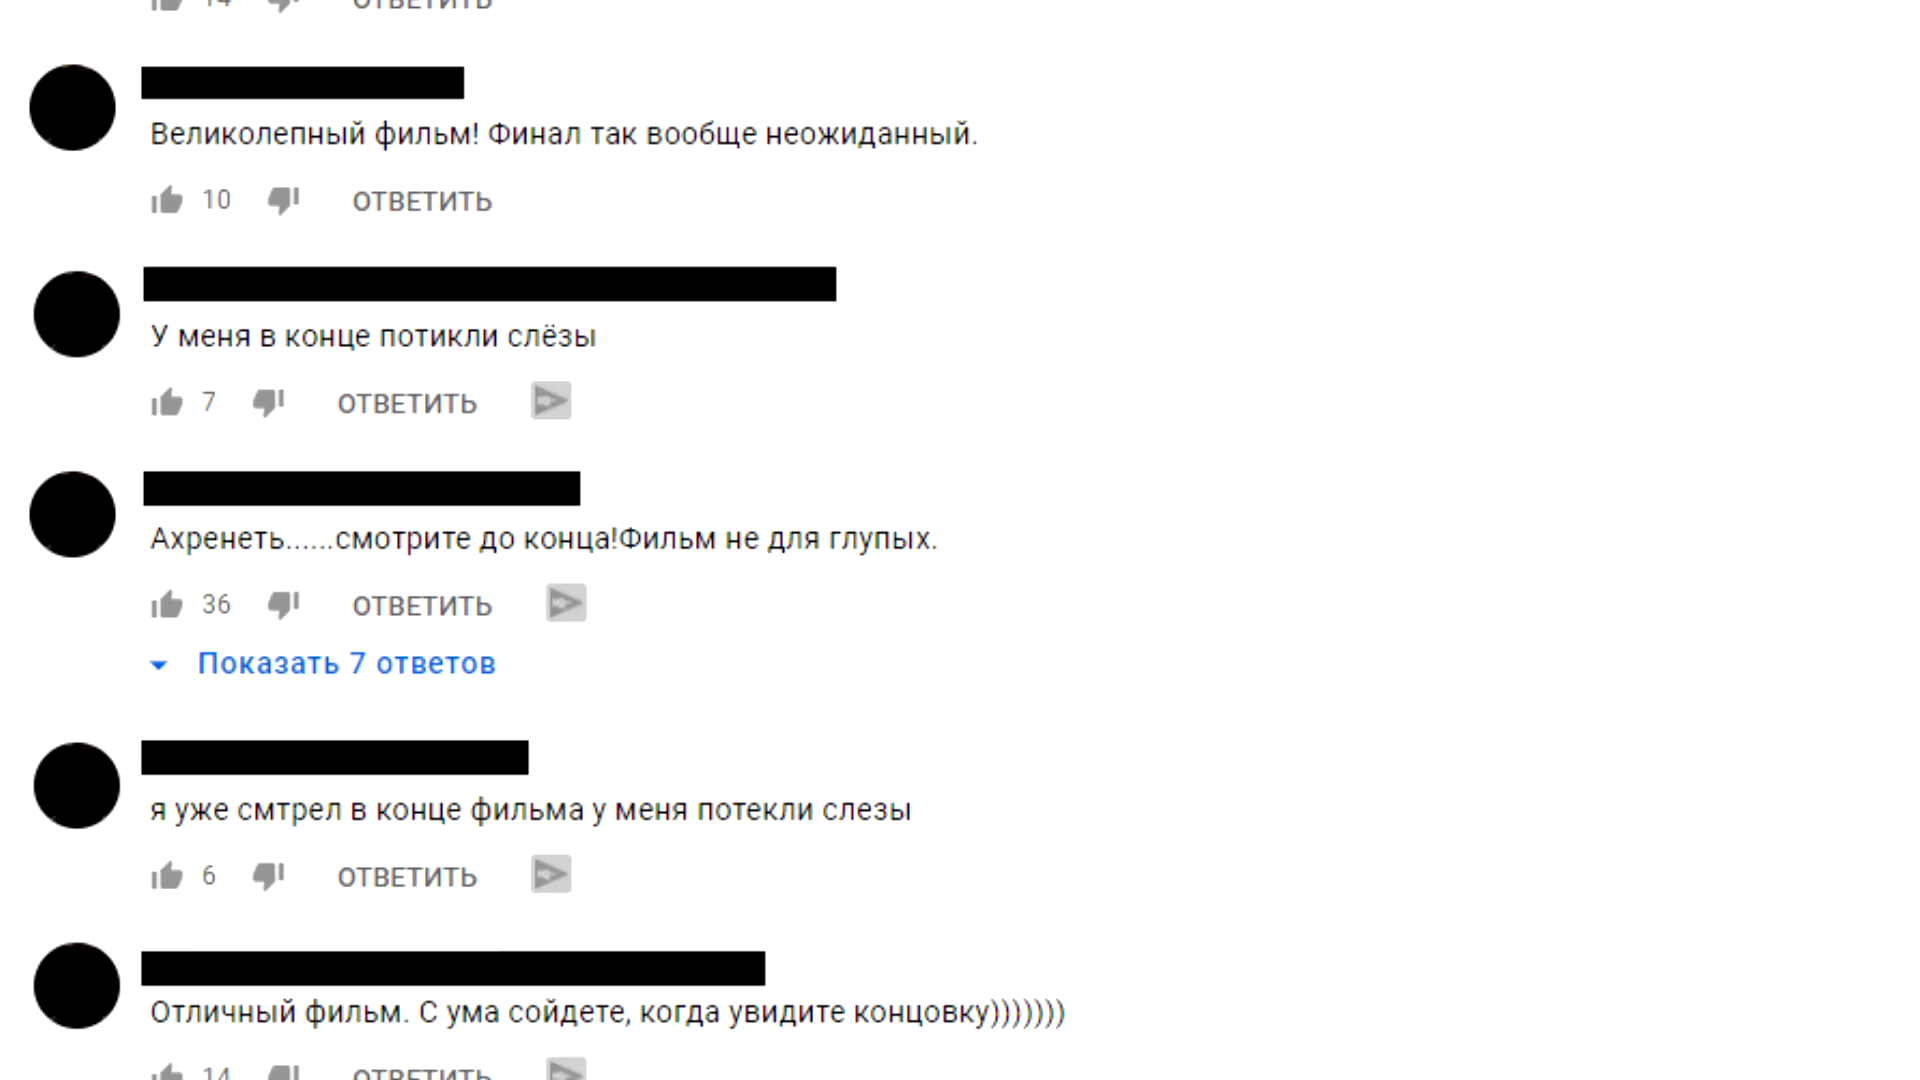 14 ОТВЕТИТЬ
Великолепный фильм! Финал так вообще неожиданный.
10 ОТВЕТИТЬ
У меня в конце потикли слёзы
7 ОТВЕТИТЬ
Ахренеть......смотрите до конца!Фильм не для глупых.
36 ОТВЕТИТЬ
Показать 7 ответов
я уже смтрел в конце фильма у меня потекли слезы
6 ОТВЕТИТЬ
Отличный фильм. С ума сойдете, когда увидите концовку)))))))
14 ОТВЕТИТЬ